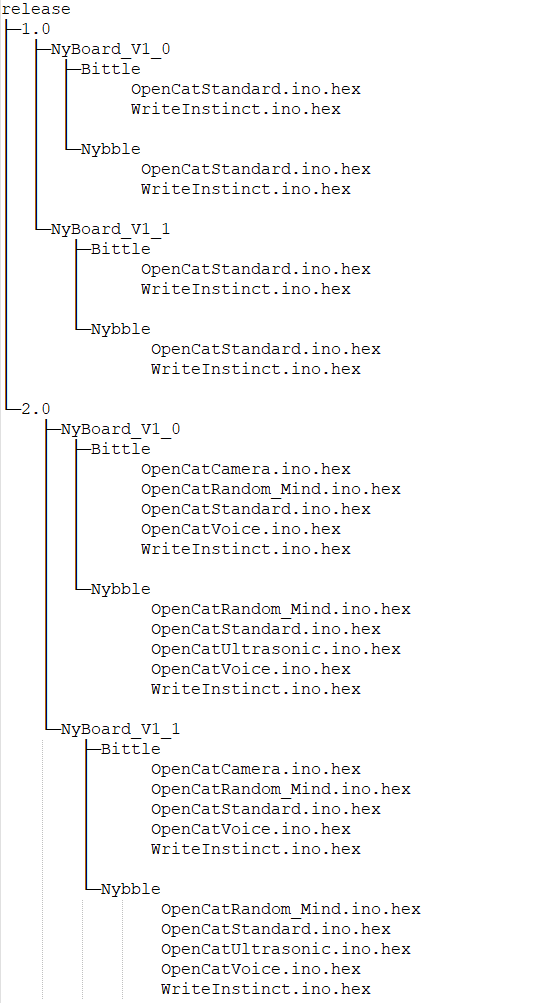 release
1.0
NyBoard_V1_0
Bittle
OpenCatStandard.ino.hex
WriteInstinct.ino.hex
Nybble
OpenCatStandard.ino.hex
WriteInstinct.ino.hex
NyBoard_V1_1
Bittle
OpenCatStandard.ino.hex
WriteInstinct.ino.hex
Nybble
OpenCatStandard.ino.hex
WriteInstinct.ino.hex
2.0
NyBoard_V1_0
Bittle
OpenCatCamera.ino.hex
OpenCatRandom_Mind.ino.hex
OpenCatStandard.ino.hex
OpenCatVoice.ino.hex
WriteInstinct.ino.hex
Nybble
OpenCatRandom_Mind.ino.hex
OpenCatStandard.ino.hex
OpenCatUltrasonic.ino.hex
OpenCatVoice.ino.hex
WriteInstinct.ino.hex
NyBoard_V1_1
Bittle
OpenCatCamera.ino.hex
OpenCatRandom_Mind.ino.hex
OpenCatStandard.ino.hex
OpenCatVoice.ino.hex
WriteInstinct.ino.hex
Nybble
OpenCatRandom_Mind.ino.hex
OpenCatStandard.ino.hex
OpenCatUltrasonic.ino.hex
OpenCatVoice.ino.hex
WriteInstinct.ino.hex